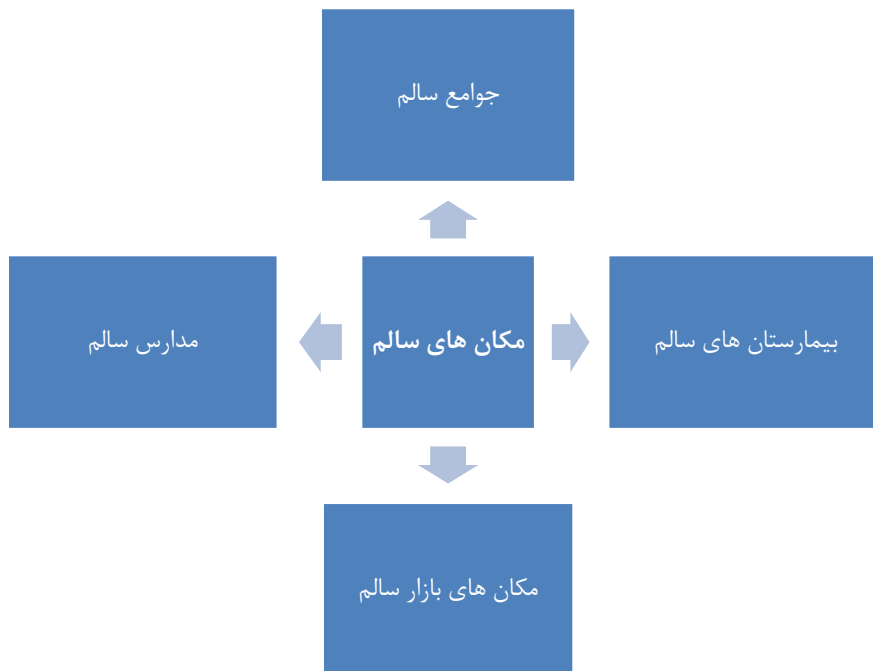 جوامع سالم
بیمارستان های سالم
مکان های سالم
مدارس سالم
مکان های بازار سالم